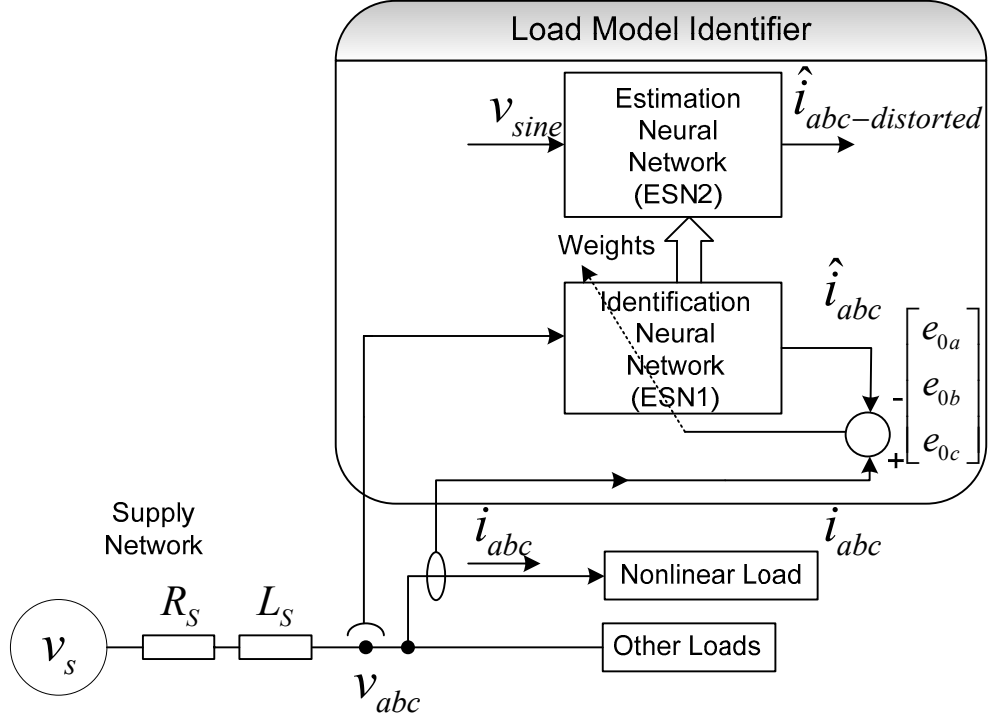 Load Model Identifier
v_sine
Estimation
Neural
Network
(ESN2)
î_abc−distorted
Weights
Identification
Neural
Network
(ESN1)
î_abc
e_0a
e_0b
e_0c
-
+
Supply
Network
i_abc
i_abc
Nonlinear Load
R_S
L_S
v_s
v_abc
Other Loads